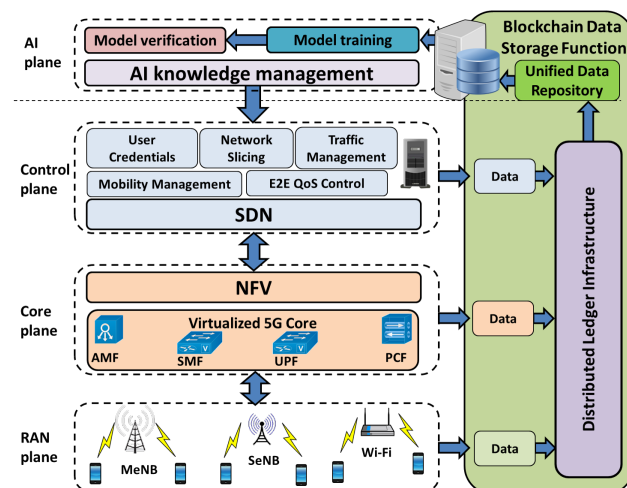 AI
plane
Model verification
Model training
AI knowledge management
Blockchain Data
Storage Function
Unified Data
Repository
Control
plane
User
Credentials
Network
Slicing
Traffic
Management
Mobility Management
E2E QoS Control
SDN
Data
Distributed Ledger Infrastructure
Core
plane
NFV
Virtualized 5G Core
AMF
SMF
UPF
PCF
Data
RAN
plane
MeNB
SeNB
Wi-Fi
Data